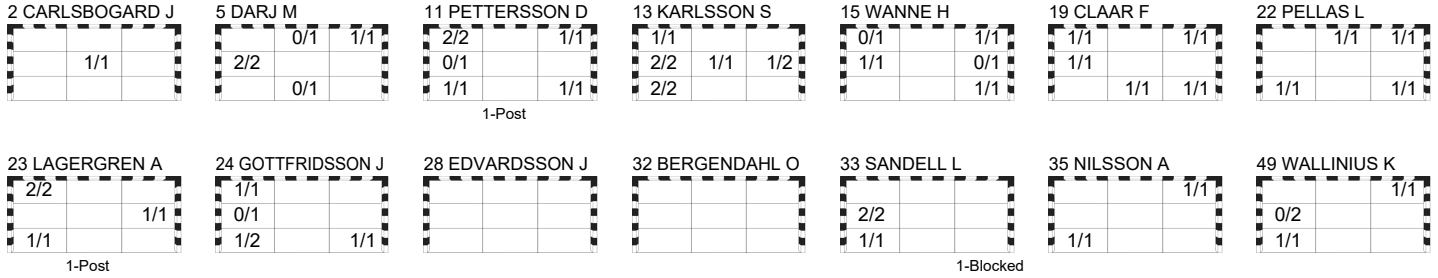 2 CARLSBOGARD J 5 DARJ M 11 PETTERSSON D 13 KARLSSON S 15 WANNE H 19 CLAAR F 22 PELLAS L
0/1 1/1 2/2 1/1 1/1 0/1 1/1 1/1 1/1 1/1 1/1
1/1 2/2 0/1 2/2 1/1 1/2 1/1 0/1 1/1
0/1 1/1 1/1 2/2 1/1 1/1 1/1 1/1 1/1
1-Post
23 LAGERGREN A 24 GOTTFRIDSSON J 28 EDVARDSSON J 32 BERGENDAHL O 33 SANDELL L 35 NILSSON A 49 WALLINIUS K
2/2 1/1 1/1 1/1
1/1 0/1 2/2 0/2
1/1 1/2 1/1 1/1 1/1 1/1
1-Post 1-Blocked